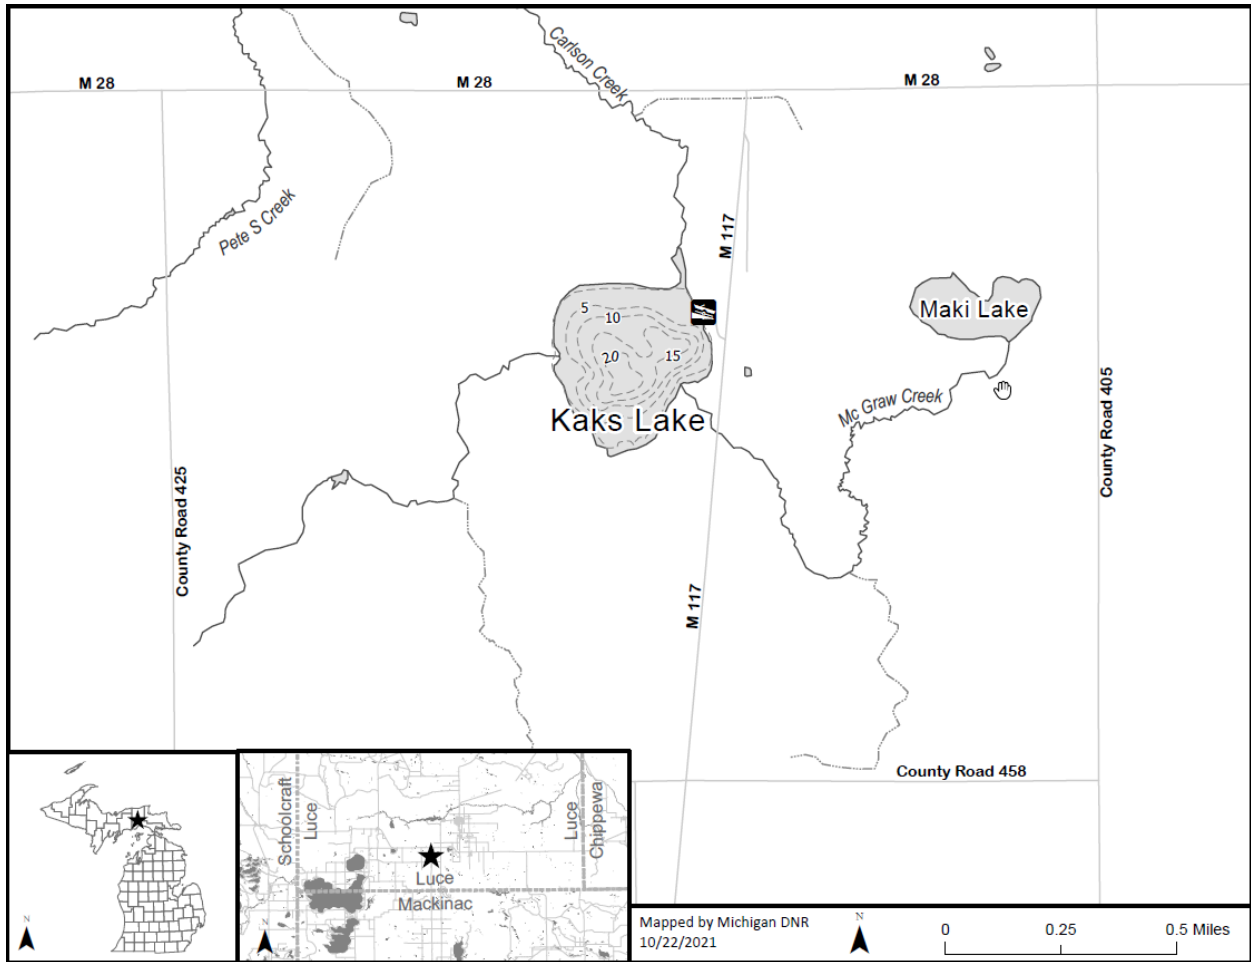 M 28
M 28
M 28
Carlson Creek
Pete S Creek
M 117
5
10
20
15
Kaks Lake
Maki Lake
Mc Graw Creek
County Road 405
County Road 425
M 117
County Road 458
N
Schoolcraft
Luce
Luce
Chippewa
Luce
Mackinac
N
Mapped by Michigan DNR
10/22/2021
N
0 0.25 0.5 Miles